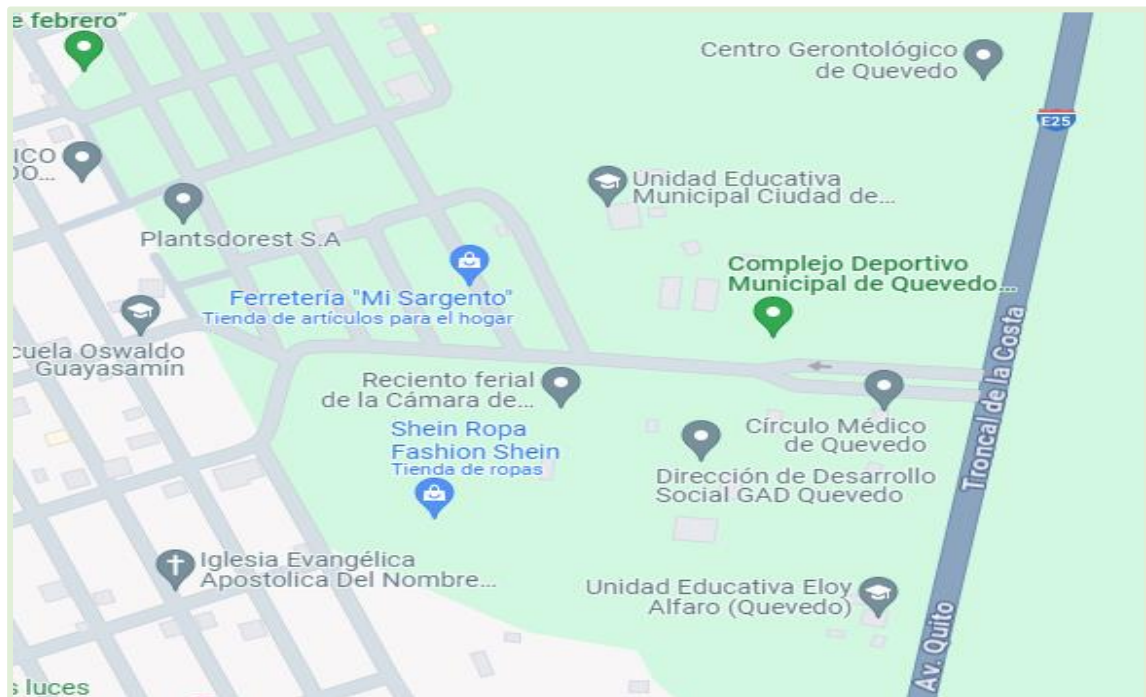 e febrero"
Centro Gerontológico
de Quevedo
E25
ICO
DO...
Unidad Educativa
Municipal Ciudad de...
Plantsdorest S.A
Complejo Deportivo
Municipal de Quevedo...
Ferretería "Mi Sargento"
Tienda de artículos para el hogar
cuela Oswaldo
Guayasamín
Troncal de la Costa
Reciento ferial
de la Cámara de...
Círculo Médico
de Quevedo
Shein Ropa
Fashion Shein
Tienda de ropas
Dirección de Desarrollo
Social GAD Quevedo
Iglesia Evangélica
Apostolica Del Nombre...
Unidad Educativa Eloy
Alfaro (Quevedo)
Av. Quito
s luces